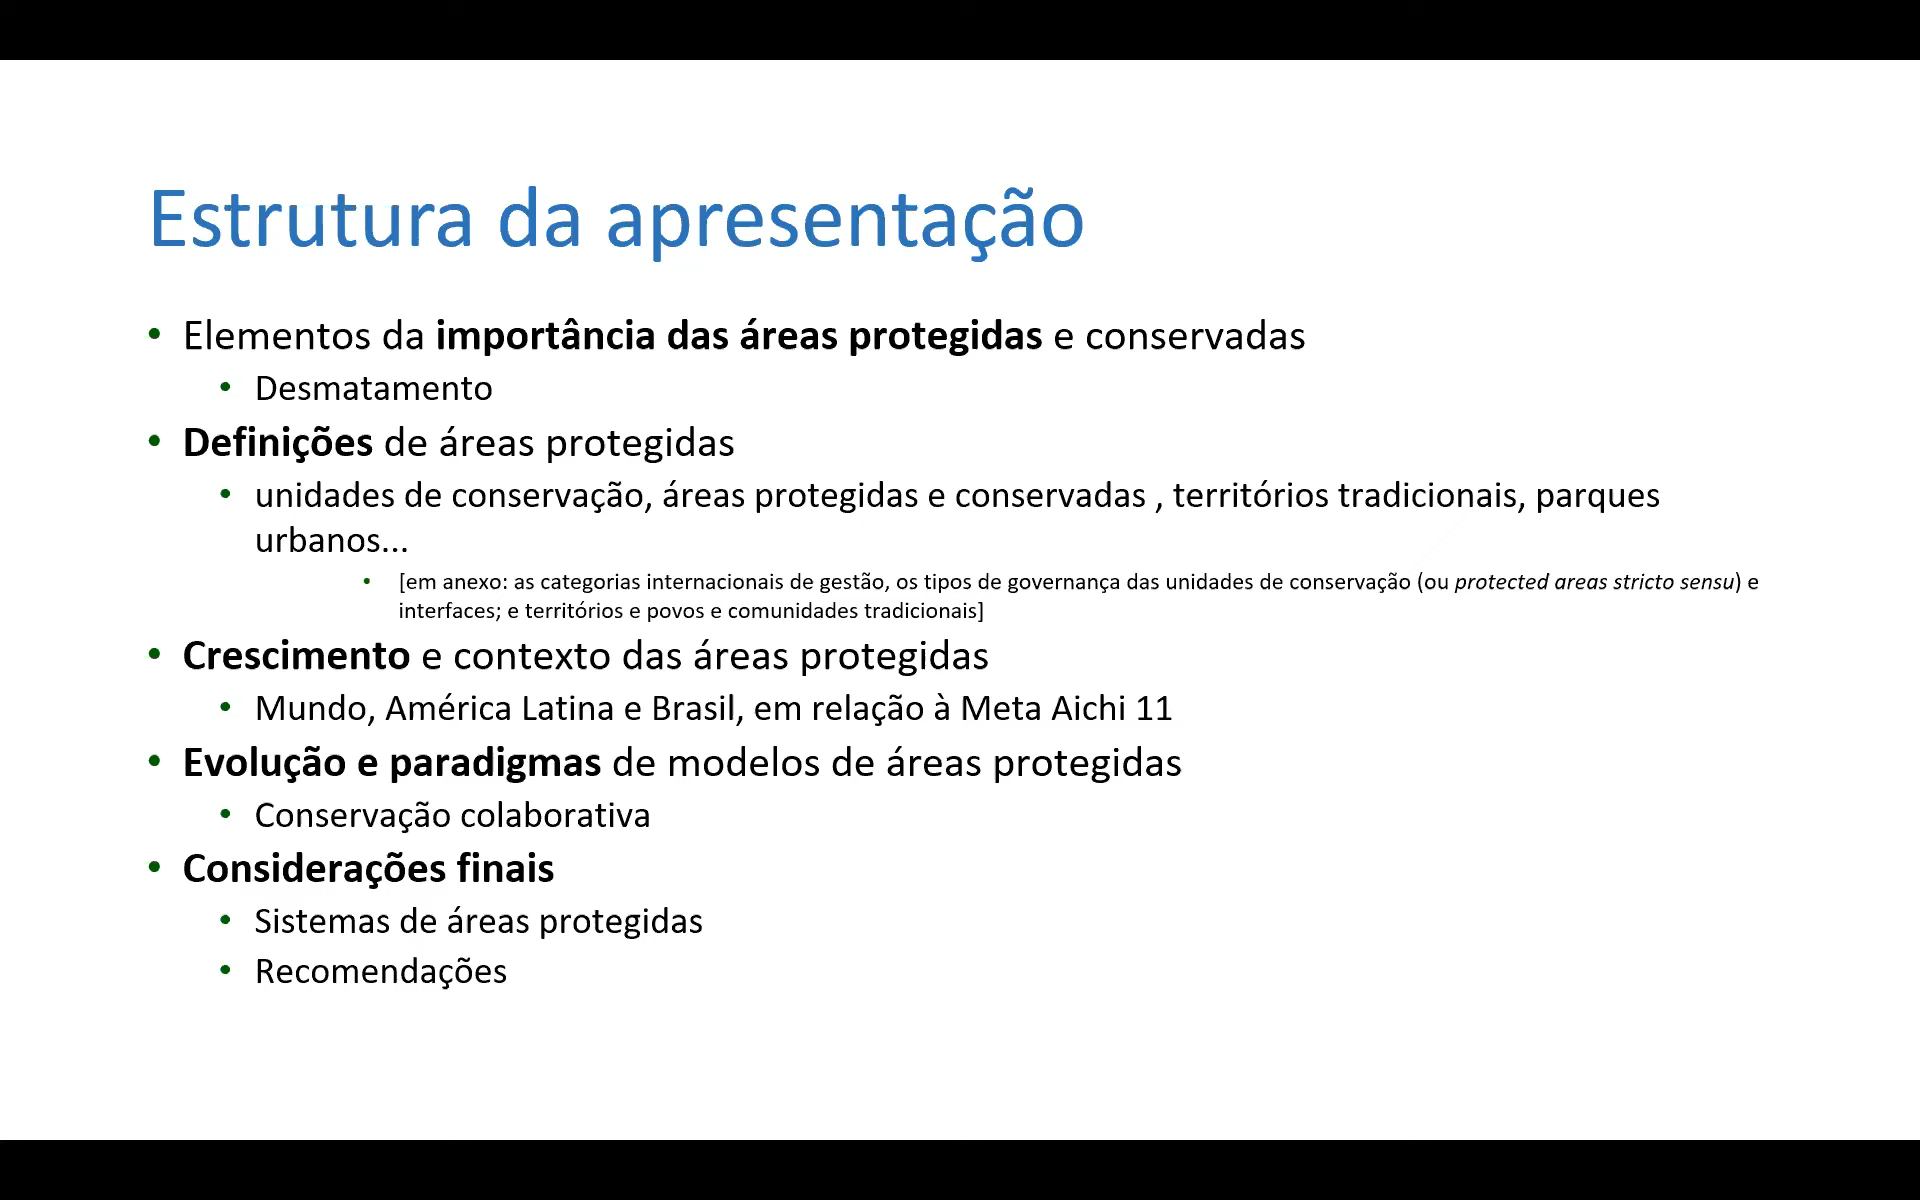 Estrutura da apresentação
• Elementos da importância das áreas protegidas e conservadas
• Desmatamento
• Definições de áreas protegidas
• unidades de conservação, áreas protegidas e conservadas , territórios tradicionais, parques
urbanos...
• [em anexo: as categorias internacionais de gestão, os tipos de governança das unidades de conservação (ou protected areas stricto sensu) e
interfaces; e territórios e povos e comunidades tradicionais]
• Crescimento e contexto das áreas protegidas
• Mundo, América Latina e Brasil, em relação à Meta Aichi 11
• Evolução e paradigmas de modelos de áreas protegidas
• Conservação colaborativa
• Considerações finais
• Sistemas de áreas protegidas
• Recomendações